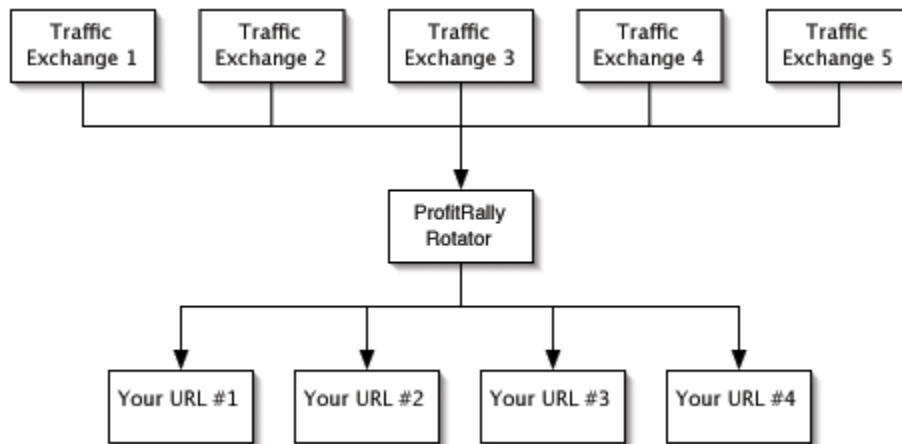 Traffic
Exchange 1
Traffic
Exchange 2
Traffic
Exchange 3
Traffic
Exchange 4
Traffic
Exchange 5
ProfitRally
Rotator
Your URL #1
Your URL #2
Your URL #3
Your URL #4